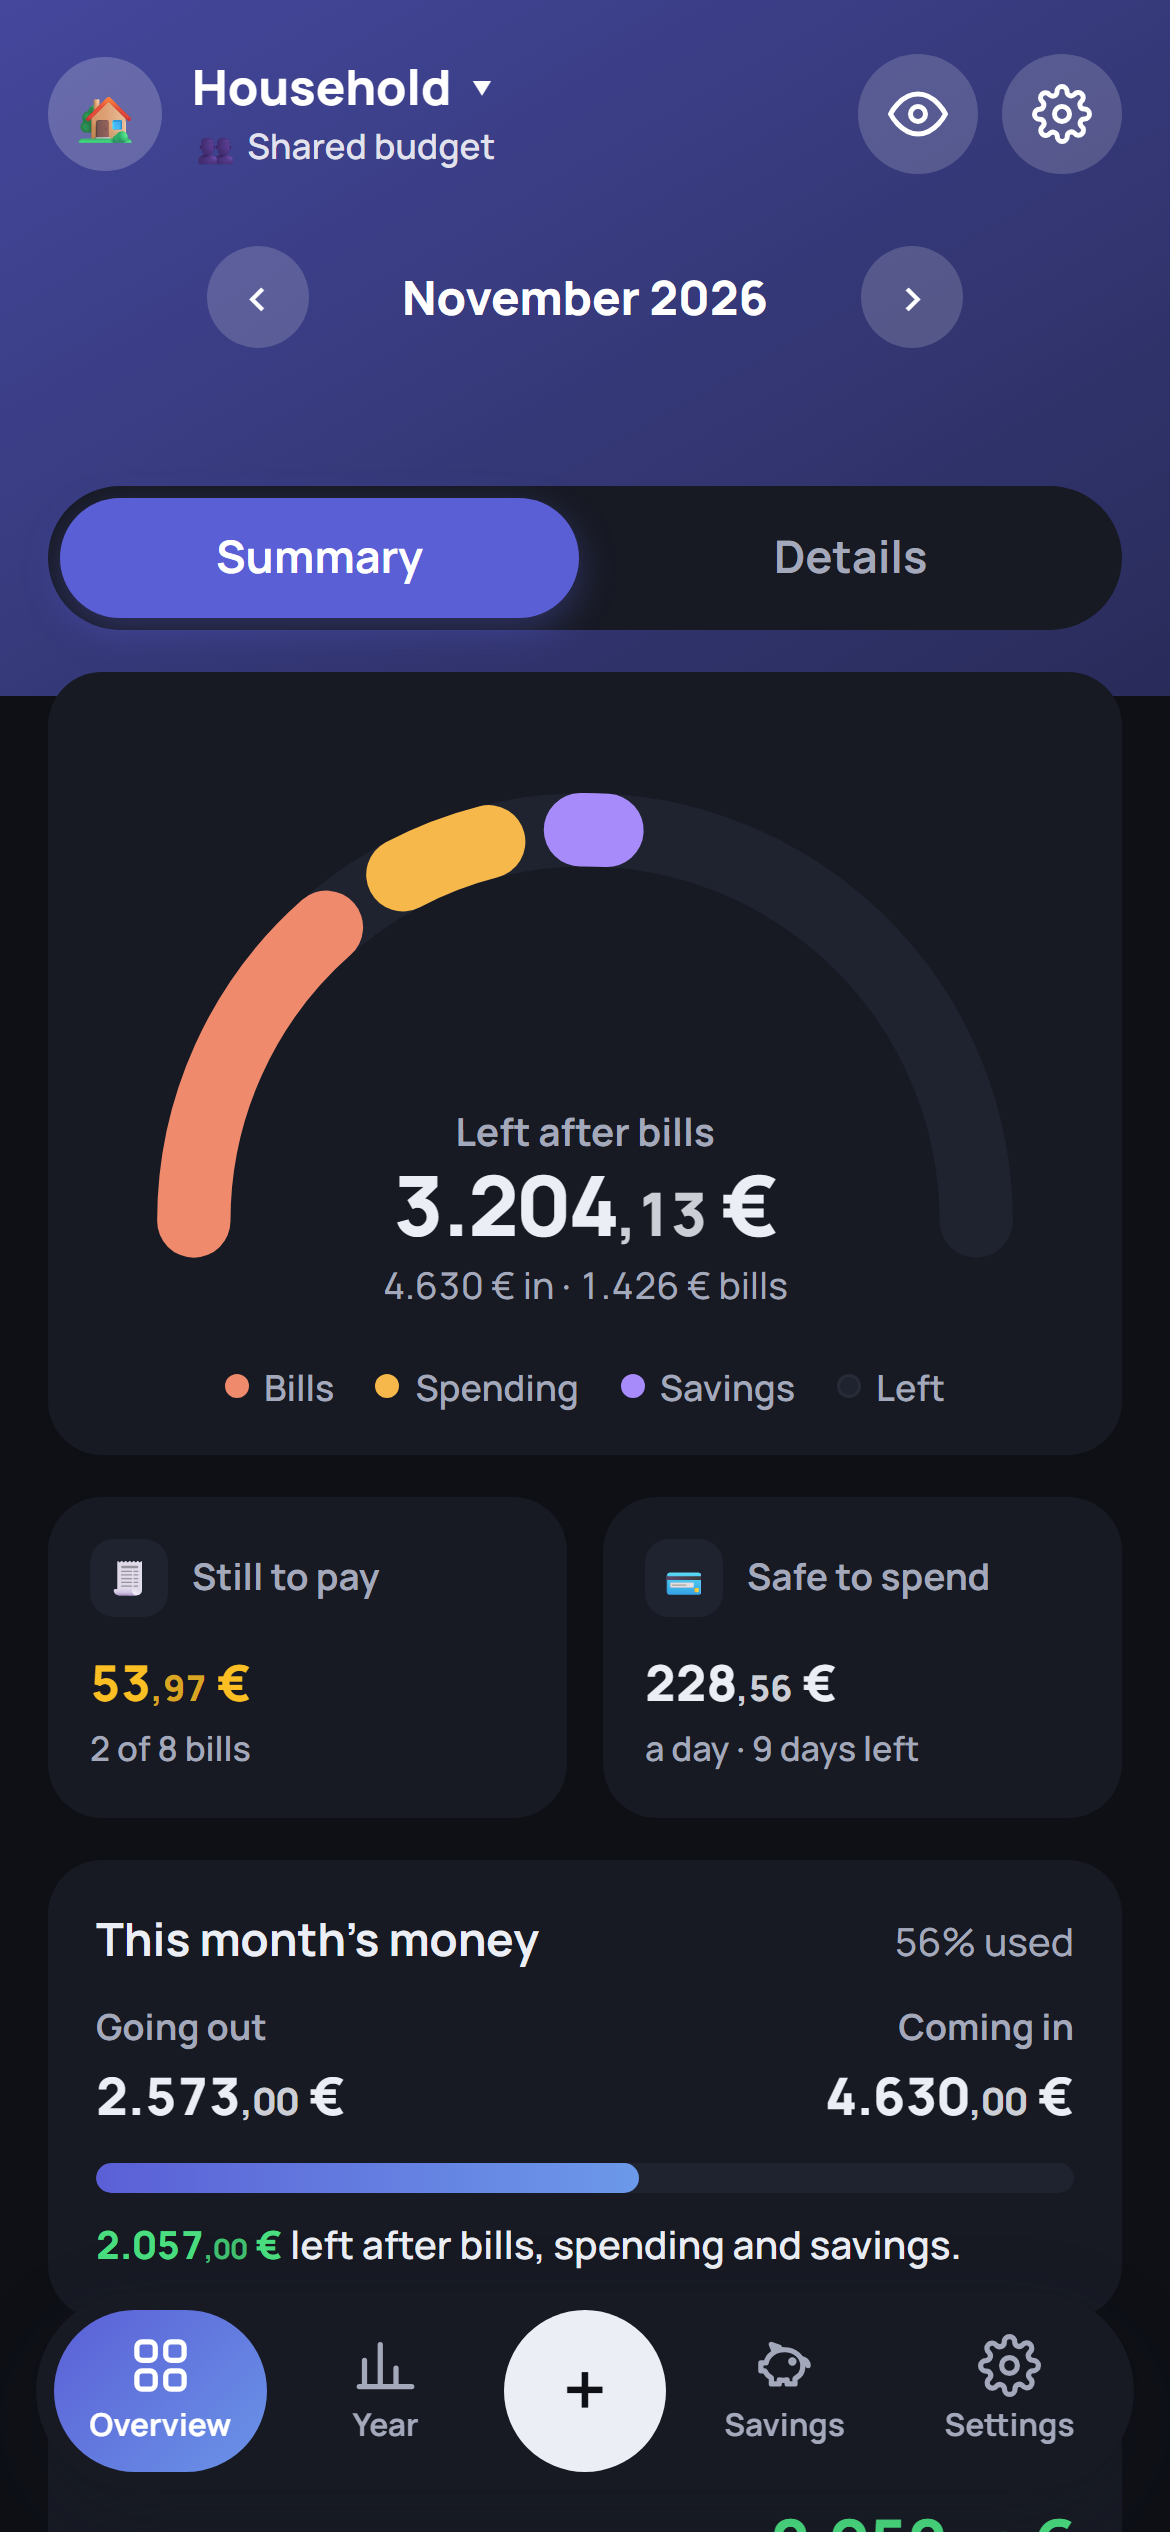 Household ▼
Shared budget
November 2026
Summary
Details
Left after bills
3.204,13 €
4.630 € in · 1.426 € bills
Bills
Spending
Savings
Left
Still to pay
Safe to spend
53,97 €
228,56 €
2 of 8 bills
a day · 9 days left
This month’s money
56% used
Going out
Coming in
2.573,00 €
4.630,00 €
2.057,00 € left after bills, spending and savings.
Overview
Year
+
Savings
Settings